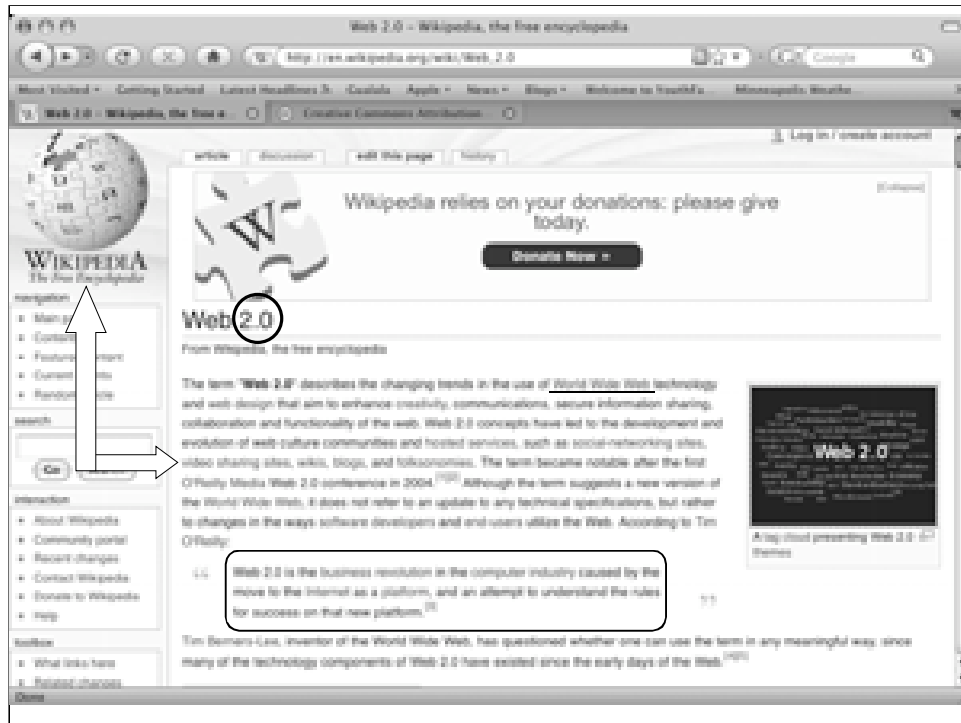 Web 2.0 – Wikipedia, the free encyclopedia
http://en.wikipedia.org/wiki/Web_2.0
Google
Most Visited Getting Started Latest Headlines Gualala Apple News Blogs Welcome to YouthFa... Minneapolis Weathe...
Web 2.0 – Wikipedia, the free e... Creative Commons Attribution...
Log in / create account
article discussion edit this page history
[Collapse]
Wikipedia relies on your donations: please give
today.
Donate Now »
WIKIPEDIA
The Free Encyclopedia
navigation
Main
Content
Featured
Current
Random
search
Go
interaction
About Wikipedia
Community portal
Recent changes
Contact Wikipedia
Donate to Wikipedia
Help
toolbox
What links here
Related changes
Web 2.0
From Wikipedia, the free encyclopedia
The term "Web 2.0" describes the changing trends in the use of World Wide Web technology
and web design that aim to enhance creativity, communications, secure information sharing,
collaboration and functionality of the web. Web 2.0 concepts have led to the development and
evolution of web culture communities and hosted services, such as social-networking sites,
video sharing sites, wikis, blogs, and folksonomies. The term became notable after the first
O'Reilly Media Web 2.0 conference in 2004. Although the term suggests a new version of
the World Wide Web, it does not refer to an update to any technical specifications, but rather
to changes in the ways software developers and end-users utilize the Web. According to Tim
O'Reilly:
Web 2.0 is the business revolution in the computer industry caused by the
move to the Internet as a platform, and an attempt to understand the rules
for success on that new platform.
Tim Berners-Lee, inventor of the World Wide Web, has questioned whether one can use the term in any meaningful way, since
many of the technology components of Web 2.0 have existed since the early days of the Web.
Web 2.0
A tag cloud presenting Web 2.0
themes
Done